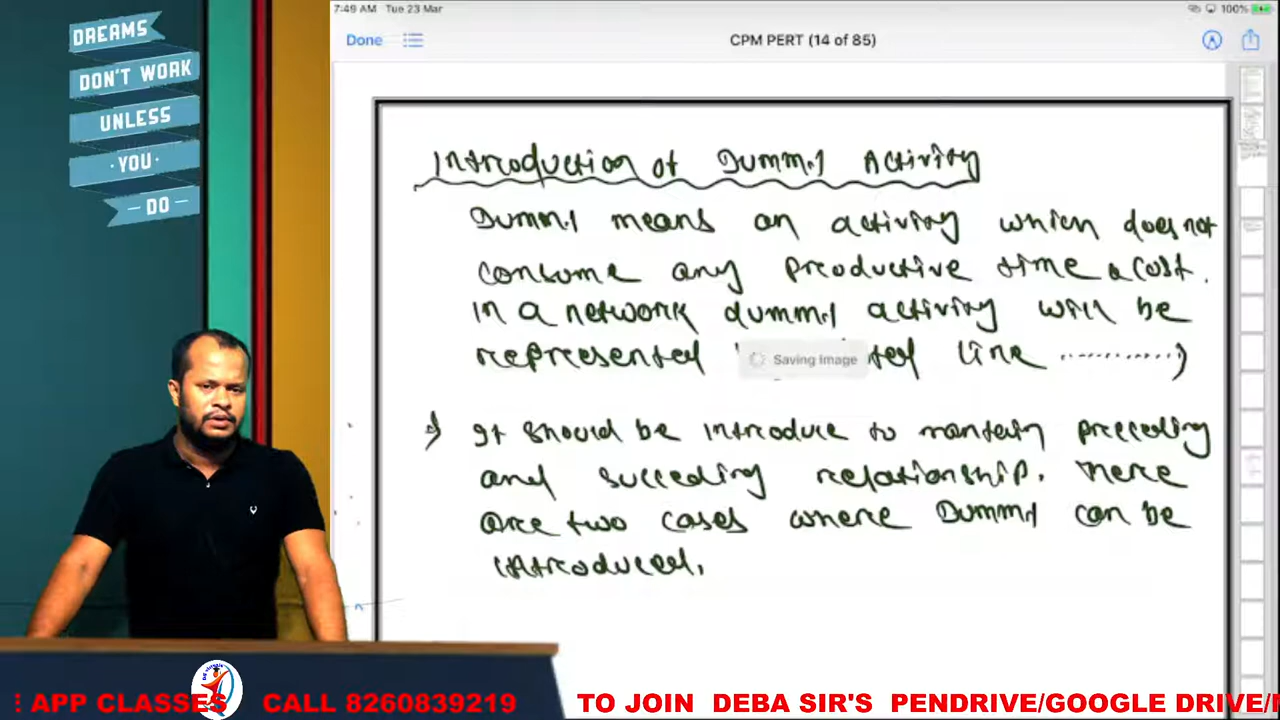 DREAMS
DON'T WORK
UNLESS
· YOU ·
- DO -
7:49 AM Tue 23 Mar
100%
Done
CPM PERT (14 of 85)
Introduction of Dummy Activity
Dummy means an activity which does not
consume any productive time & cost.
In a network dummy activity will be
represented line ...........
Saving Image
It should be introduce to preceding
and succeding relationship. There
are two cases where Dummy can be
introduced.
APP CLASSES CALL 8260839219 TO JOIN DEBA SIR'S PENDRIVE/GOOGLE DRIVE/